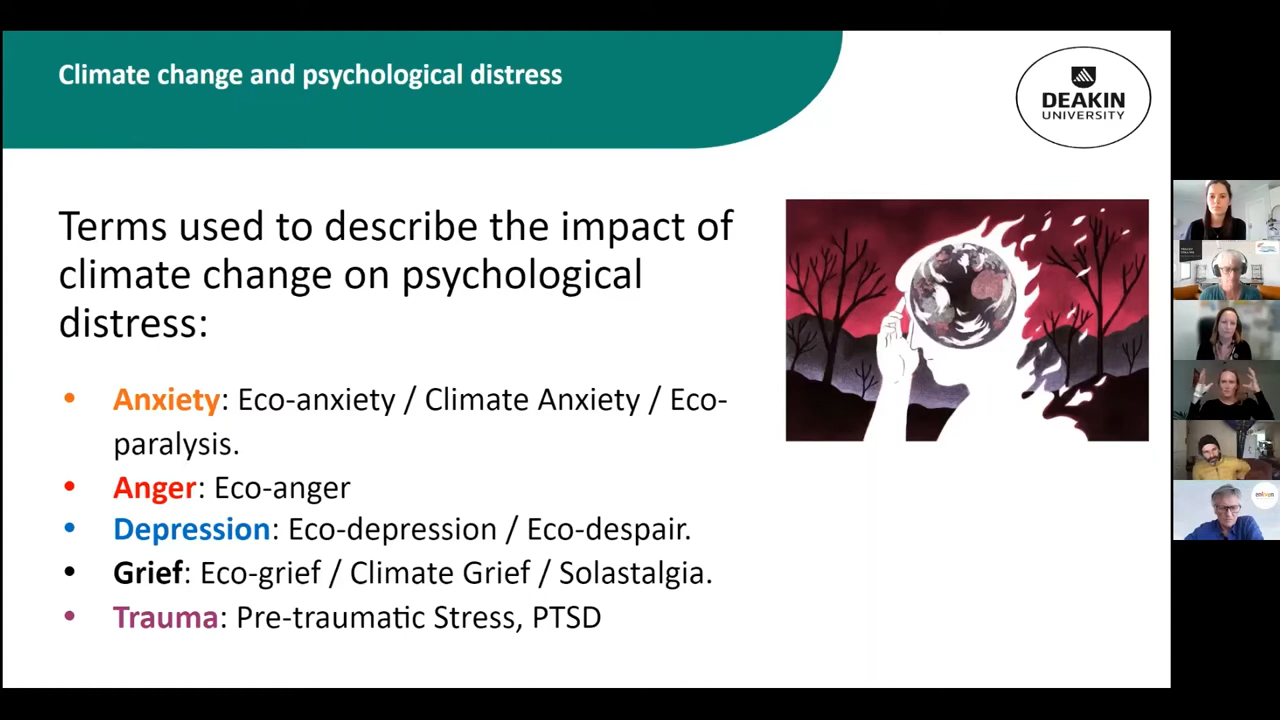 Climate change and psychological distress
DEAKIN
UNIVERSITY
Terms used to describe the impact of
climate change on psychological
distress:
• Anxiety: Eco-anxiety / Climate Anxiety / Eco-
paralysis.
• Anger: Eco-anger
• Depression: Eco-depression / Eco-despair.
• Grief: Eco-grief / Climate Grief / Solastalgia.
• Trauma: Pre-traumatic Stress, PTSD
enliven